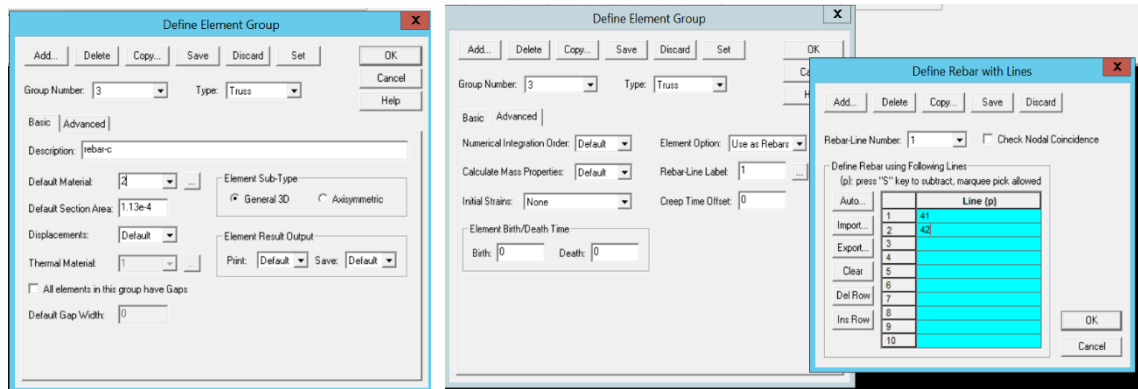 Define Element Group
X
Add... Delete Copy... Save Discard Set OK
Cancel
Group Number: 3 Type: Truss
Help
Basic Advanced
Description: rebar-c
Default Material: 2 ...
Element Sub-Type
General 3D Axisymmetric
Default Section Area: 1.13e-4
Displacements: Default
Element Result Output
Thermal Material: 1 ...
Print: Default Save: Default
All elements in this group have Gaps
Default Gap Width: 0
Define Element Group
X
Add... Delete Copy... Save Discard Set OK
Group Number: 3 Type: Truss
Basic Advanced
Numerical Integration Order: Default Element Option: Use as Rebars
Calculate Mass Properties: Default Rebar-Line Label: 1 ...
Initial Strains: None Creep Time Offset: 0
Element Birth/Death Time
Birth: 0 Death: 0
Define Rebar with Lines
X
Add... Delete Copy... Save Discard
Rebar-Line Number: 1 Check Nodal Coincidence
Define Rebar using Following Lines
(p): press "S" key to subtract, marquee pick allowed
Auto... Line (p)
1 41
Import... 2 42
Export... 3
4
Clear 5
6
Del Row 7
Ins Row 8
9
10
OK
Cancel